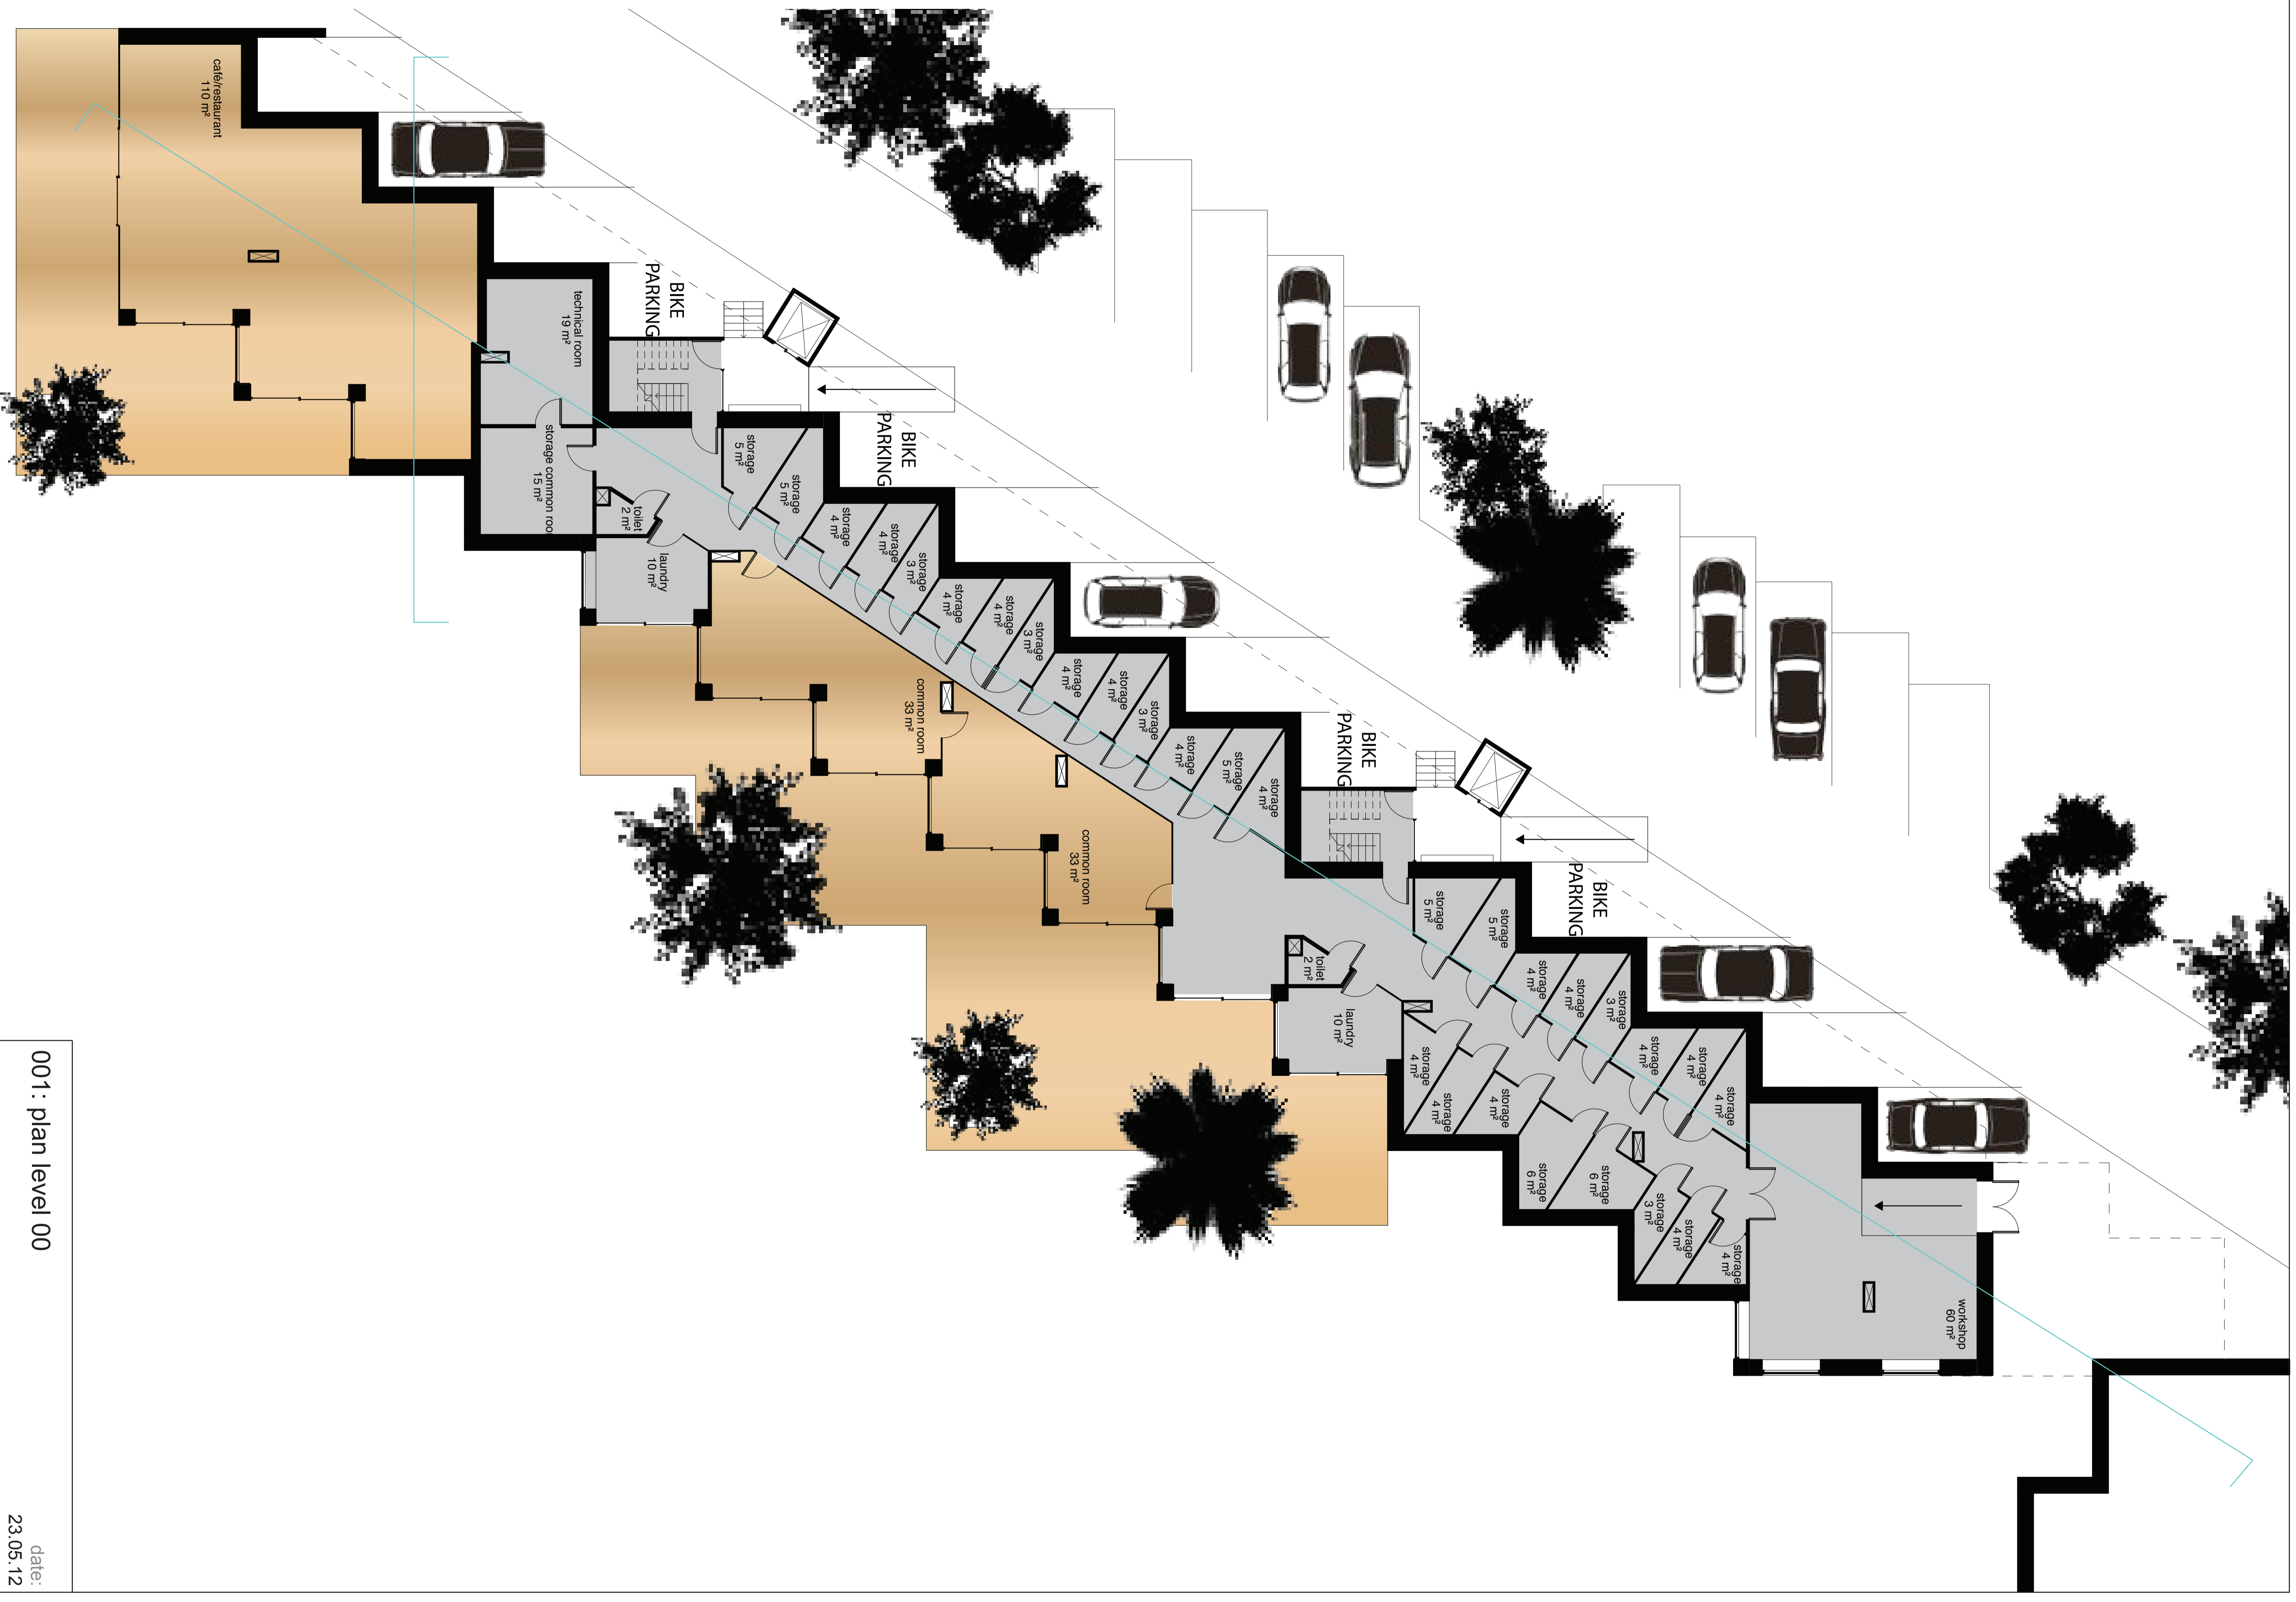 café/restaurant
110 m²
technical room
19 m²
storage common roo
15 m²
BIKE
PARKING
BIKE
PARKING
toilet
2 m²
laundry
10 m²
storage
5 m²
storage
5 m²
storage
4 m²
storage
4 m²
storage
3 m²
storage
4 m²
storage
4 m²
storage
3 m²
storage
4 m²
storage
4 m²
storage
3 m²
storage
4 m²
storage
5 m²
storage
4 m²
common room
33 m²
common room
33 m²
BIKE
PARKING
BIKE
PARKING
toilet
2 m²
laundry
10 m²
storage
5 m²
storage
5 m²
storage
4 m²
storage
4 m²
storage
3 m²
storage
4 m²
storage
4 m²
storage
4 m²
storage
4 m²
storage
4 m²
storage
4 m²
storage
6 m²
storage
6 m²
storage
3 m²
storage
4 m²
storage
4 m²
workshop
60 m²
001: plan level 00
date:
23.05.12